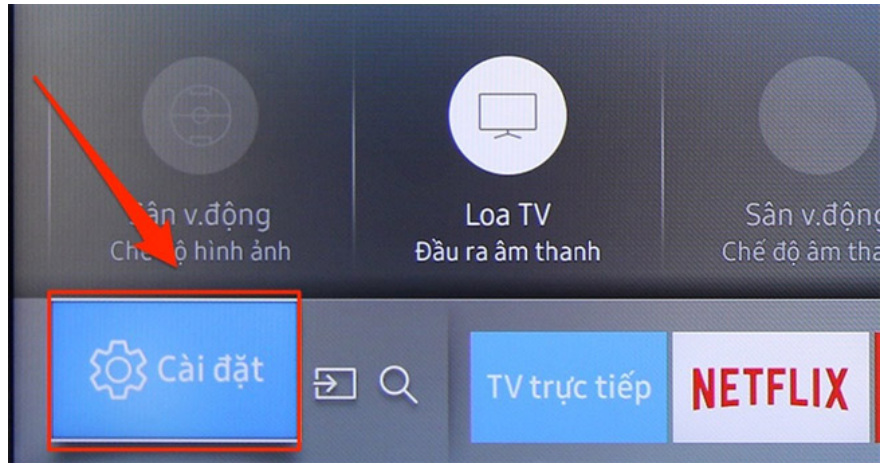 Sân v.động
Chế độ hình ảnh
Loa TV
Đầu ra âm thanh
Sân v.động
Chế độ âm tha
Cài đặt
TV trực tiếp
NETFLIX